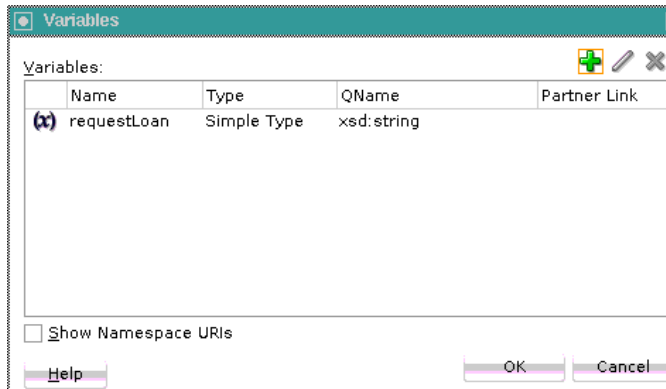 Variables
Variables:
Name Type QName Partner Link
(x) requestLoan Simple Type xsd:string
Show Namespace URIs
Help OK Cancel